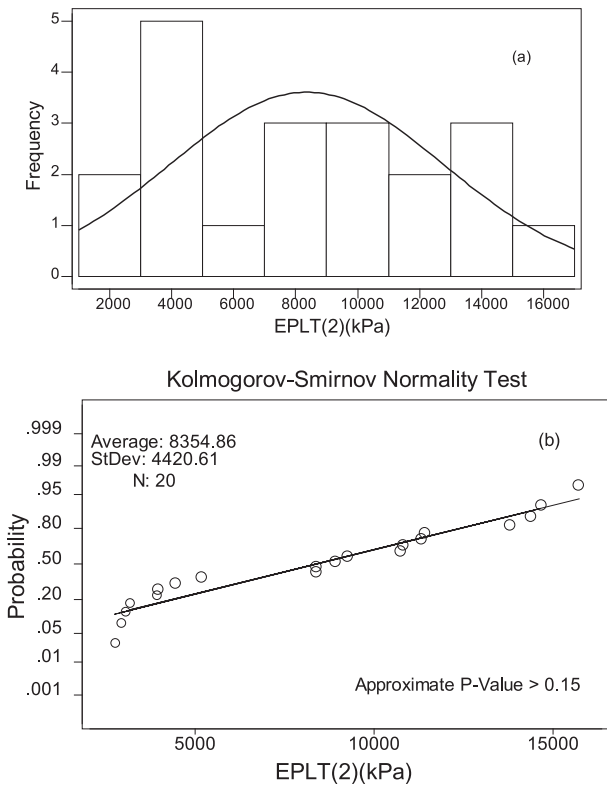 (a)
Frequency
5
4
3
2
1
0
2000 4000 6000 8000 10000 12000 14000 16000
EPLT(2)(kPa)
Kolmogorov-Smirnov Normality Test
(b)
Average: 8354.86
StDev: 4420.61
N: 20
Probability
.999
.99
.95
.80
.50
.20
.05
.01
.001
Approximate P-Value > 0.15
5000 10000 15000
EPLT(2)(kPa)